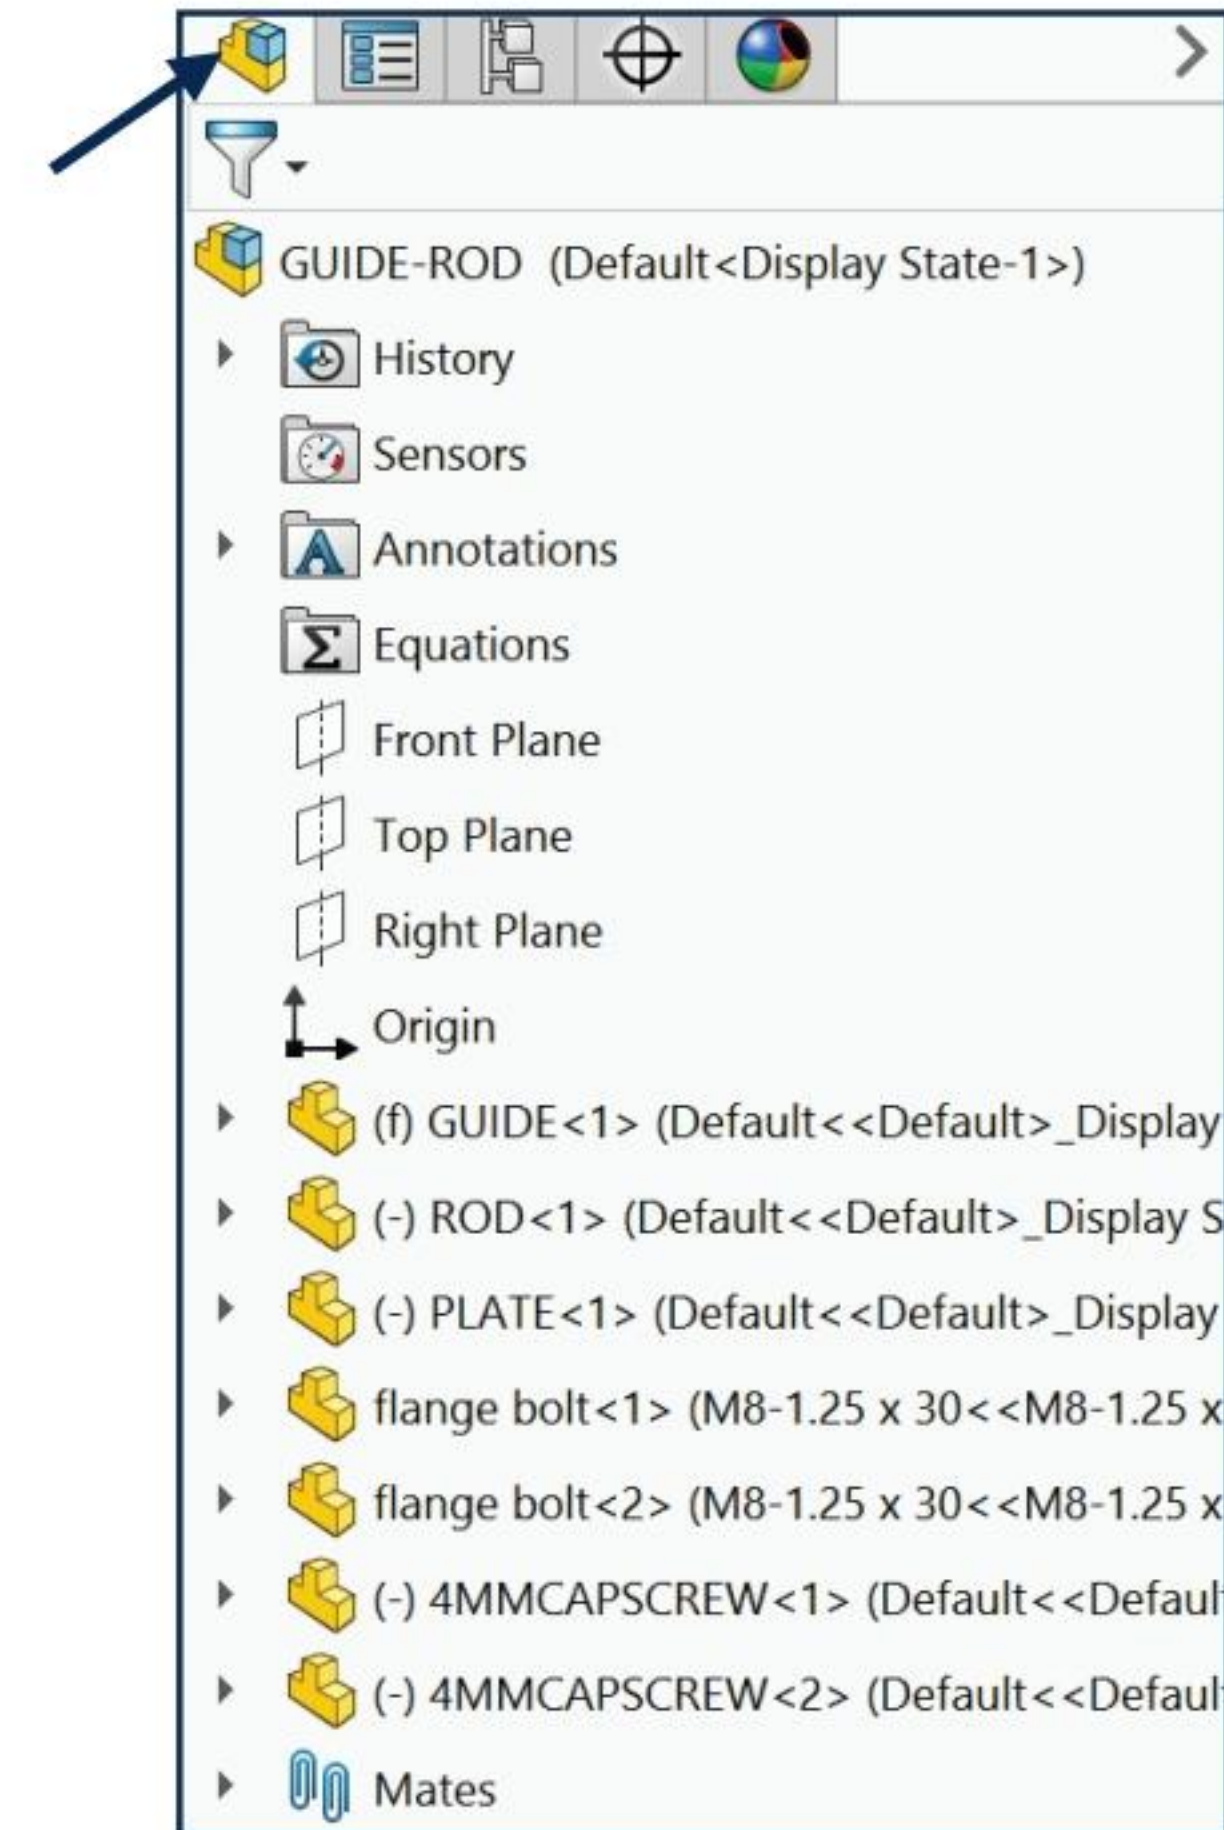 GUIDE-ROD (Default<Display State-1>)
History
Sensors
Annotations
Equations
Front Plane
Top Plane
Right Plane
Origin
(f) GUIDE<1> (Default<<Default>_Display
(-) ROD<1> (Default<<Default>_Display S
(-) PLATE<1> (Default<<Default>_Display
flange bolt<1> (M8-1.25 x 30<<M8-1.25 x
flange bolt<2> (M8-1.25 x 30<<M8-1.25 x
(-) 4MMCAPSCREW<1> (Default<<Defaul
(-) 4MMCAPSCREW<2> (Default<<Defaul
Mates